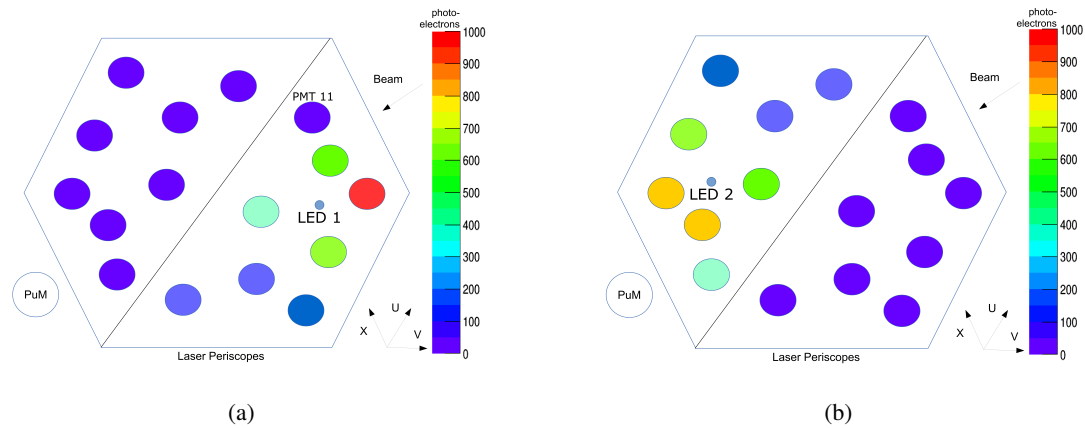 photo-
electrons
1000
900
800
700
600
500
400
300
200
100
0
Beam
PMT 11
LED 1
PuM
X
U
V
Laser Periscopes
(a)
photo-
electrons
1000
900
800
700
600
500
400
300
200
100
0
Beam
LED 2
PuM
X
U
V
Laser Periscopes
(b)